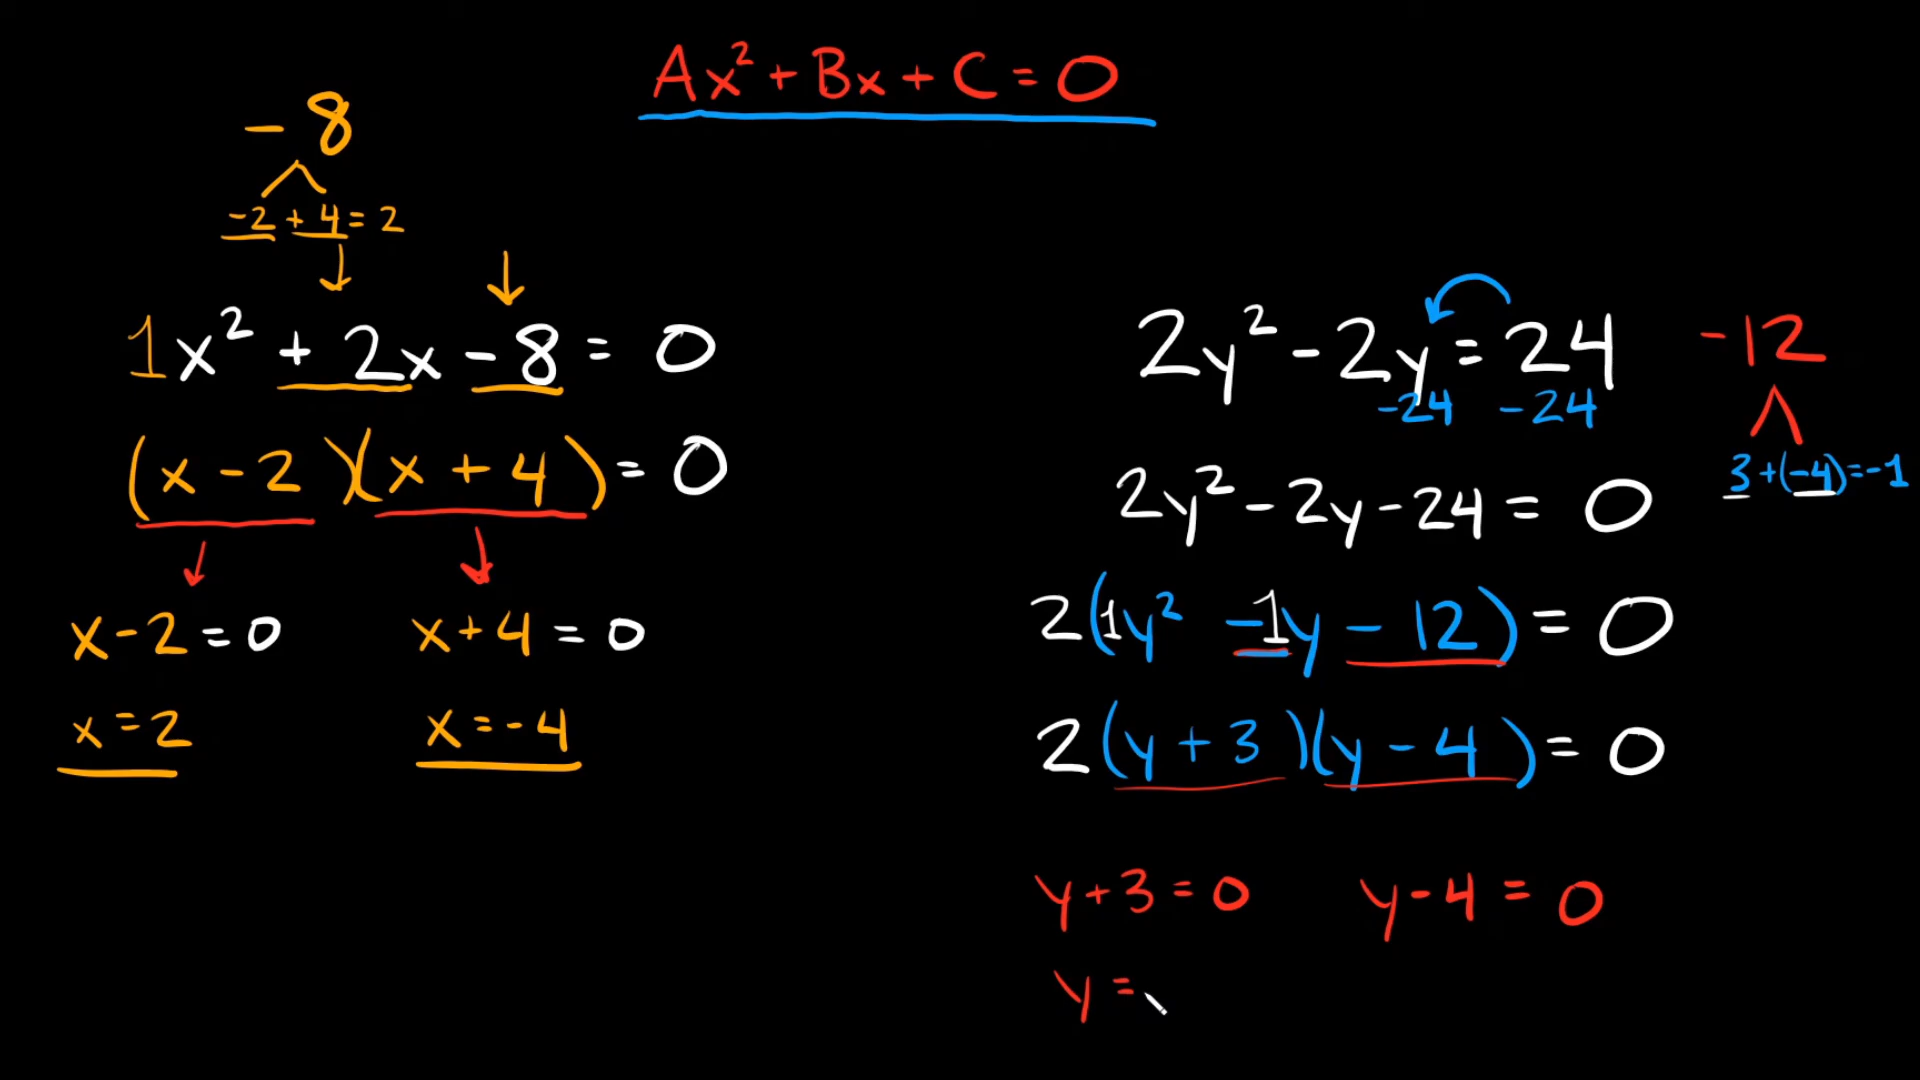 Ax² + Bx + C = 0
-8
-2 + 4 = 2
1x² + 2x - 8 = 0
(x - 2)(x + 4) = 0
x - 2 = 0 x + 4 = 0
x = 2 x = -4
2y² - 2y = 24
-24 -24
2y² - 2y - 24 = 0
2(1y² - 1y - 12) = 0
2(y + 3)(y - 4) = 0
y + 3 = 0 y - 4 = 0
y =
-12
3 + (-4) = -1